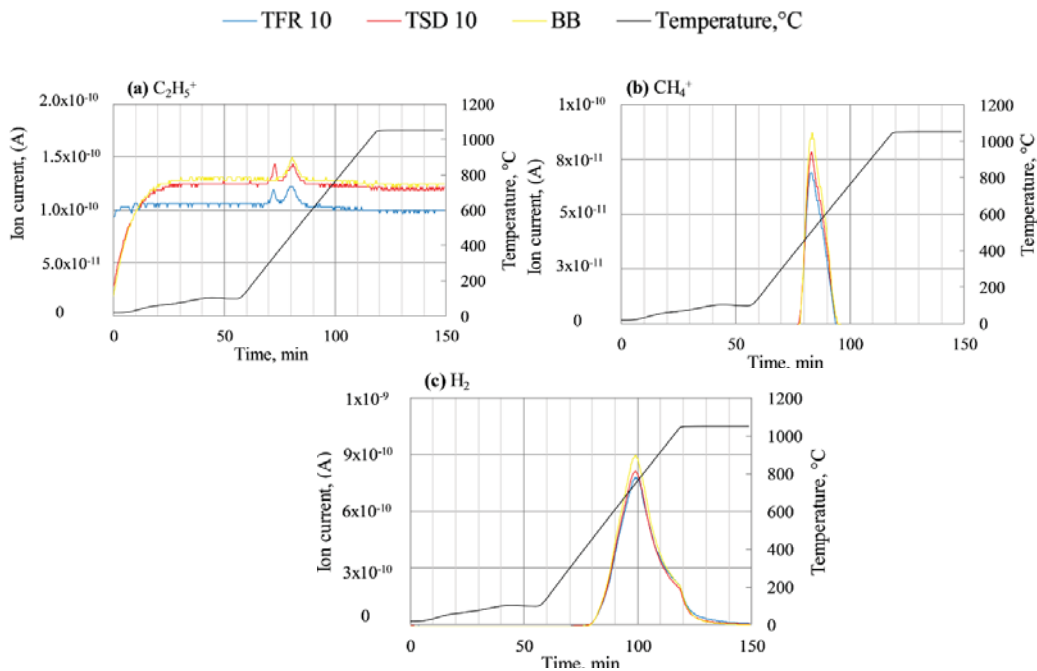 TFR 10 TSD 10 BB Temperature,°C
(a) C₂H₅⁺
2.0x10⁻¹⁰
1.5x10⁻¹⁰
1.0x10⁻¹⁰
5.0x10⁻¹¹
0
Ion current, (A)
1200
1000
800
600
400
200
0
Temperature, °C
0 50 100 150
Time, min
(b) CH₄⁺
1x10⁻¹⁰
8x10⁻¹¹
5x10⁻¹¹
3x10⁻¹¹
0
Ion current, (A)
1200
1000
800
600
400
200
0
Temperature, °C
0 50 100 150
Time, min
(c) H₂
1x10⁻⁹
9x10⁻¹⁰
6x10⁻¹⁰
3x10⁻¹⁰
0
Ion current, (A)
1200
1000
800
600
400
200
0
Temperature, °C
0 50 100 150
Time, min